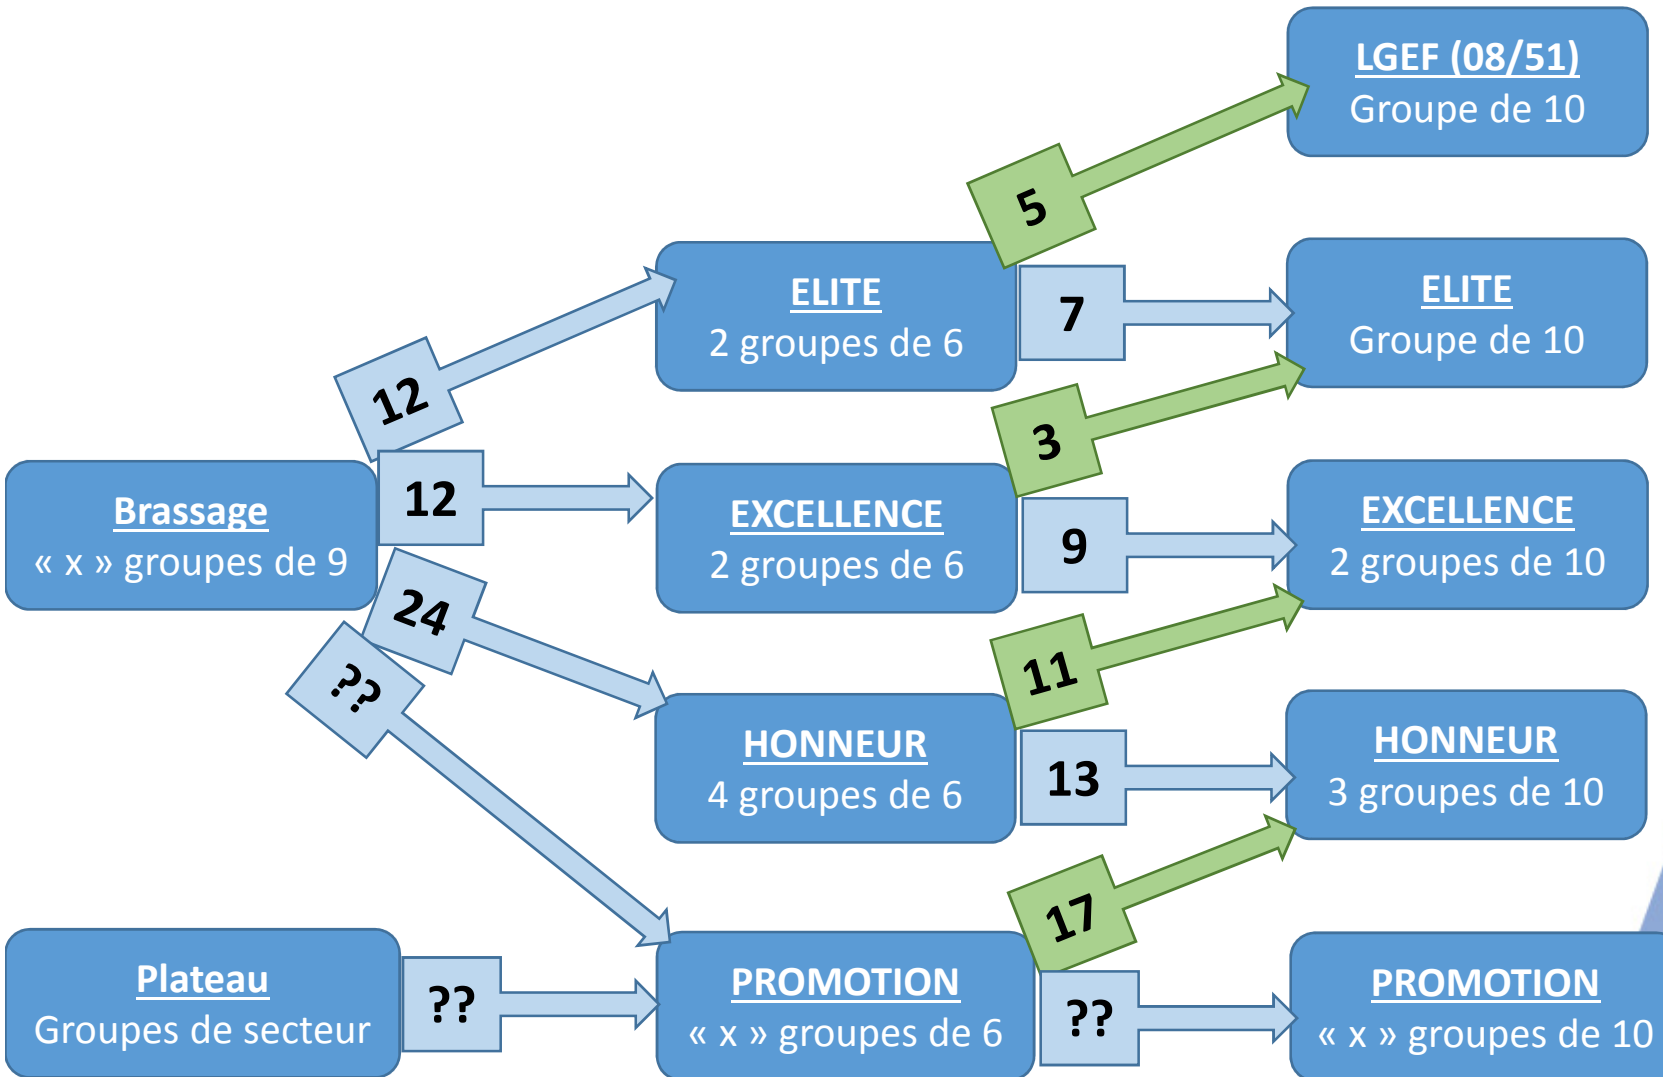 LGEF (08/51)
Groupe de 10
5
ELITE
2 groupes de 6
7
ELITE
Groupe de 10
12
3
Brassage
« x » groupes de 9
12
EXCELLENCE
2 groupes de 6
9
EXCELLENCE
2 groupes de 10
24
11
??
HONNEUR
4 groupes de 6
13
HONNEUR
3 groupes de 10
17
Plateau
Groupes de secteur
??
PROMOTION
« x » groupes de 6
??
PROMOTION
« x » groupes de 10